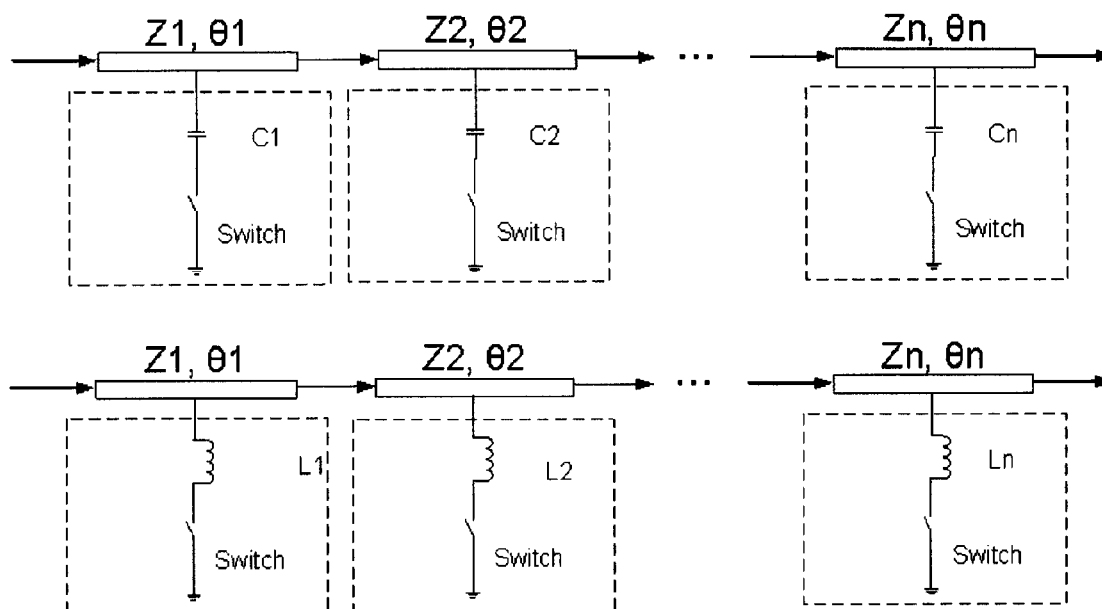 Z1, θ1 Z2, θ2 ... Zn, θn
C1 C2 Cn
Switch Switch Switch
Z1, θ1 Z2, θ2 ... Zn, θn
L1 L2 Ln
Switch Switch Switch